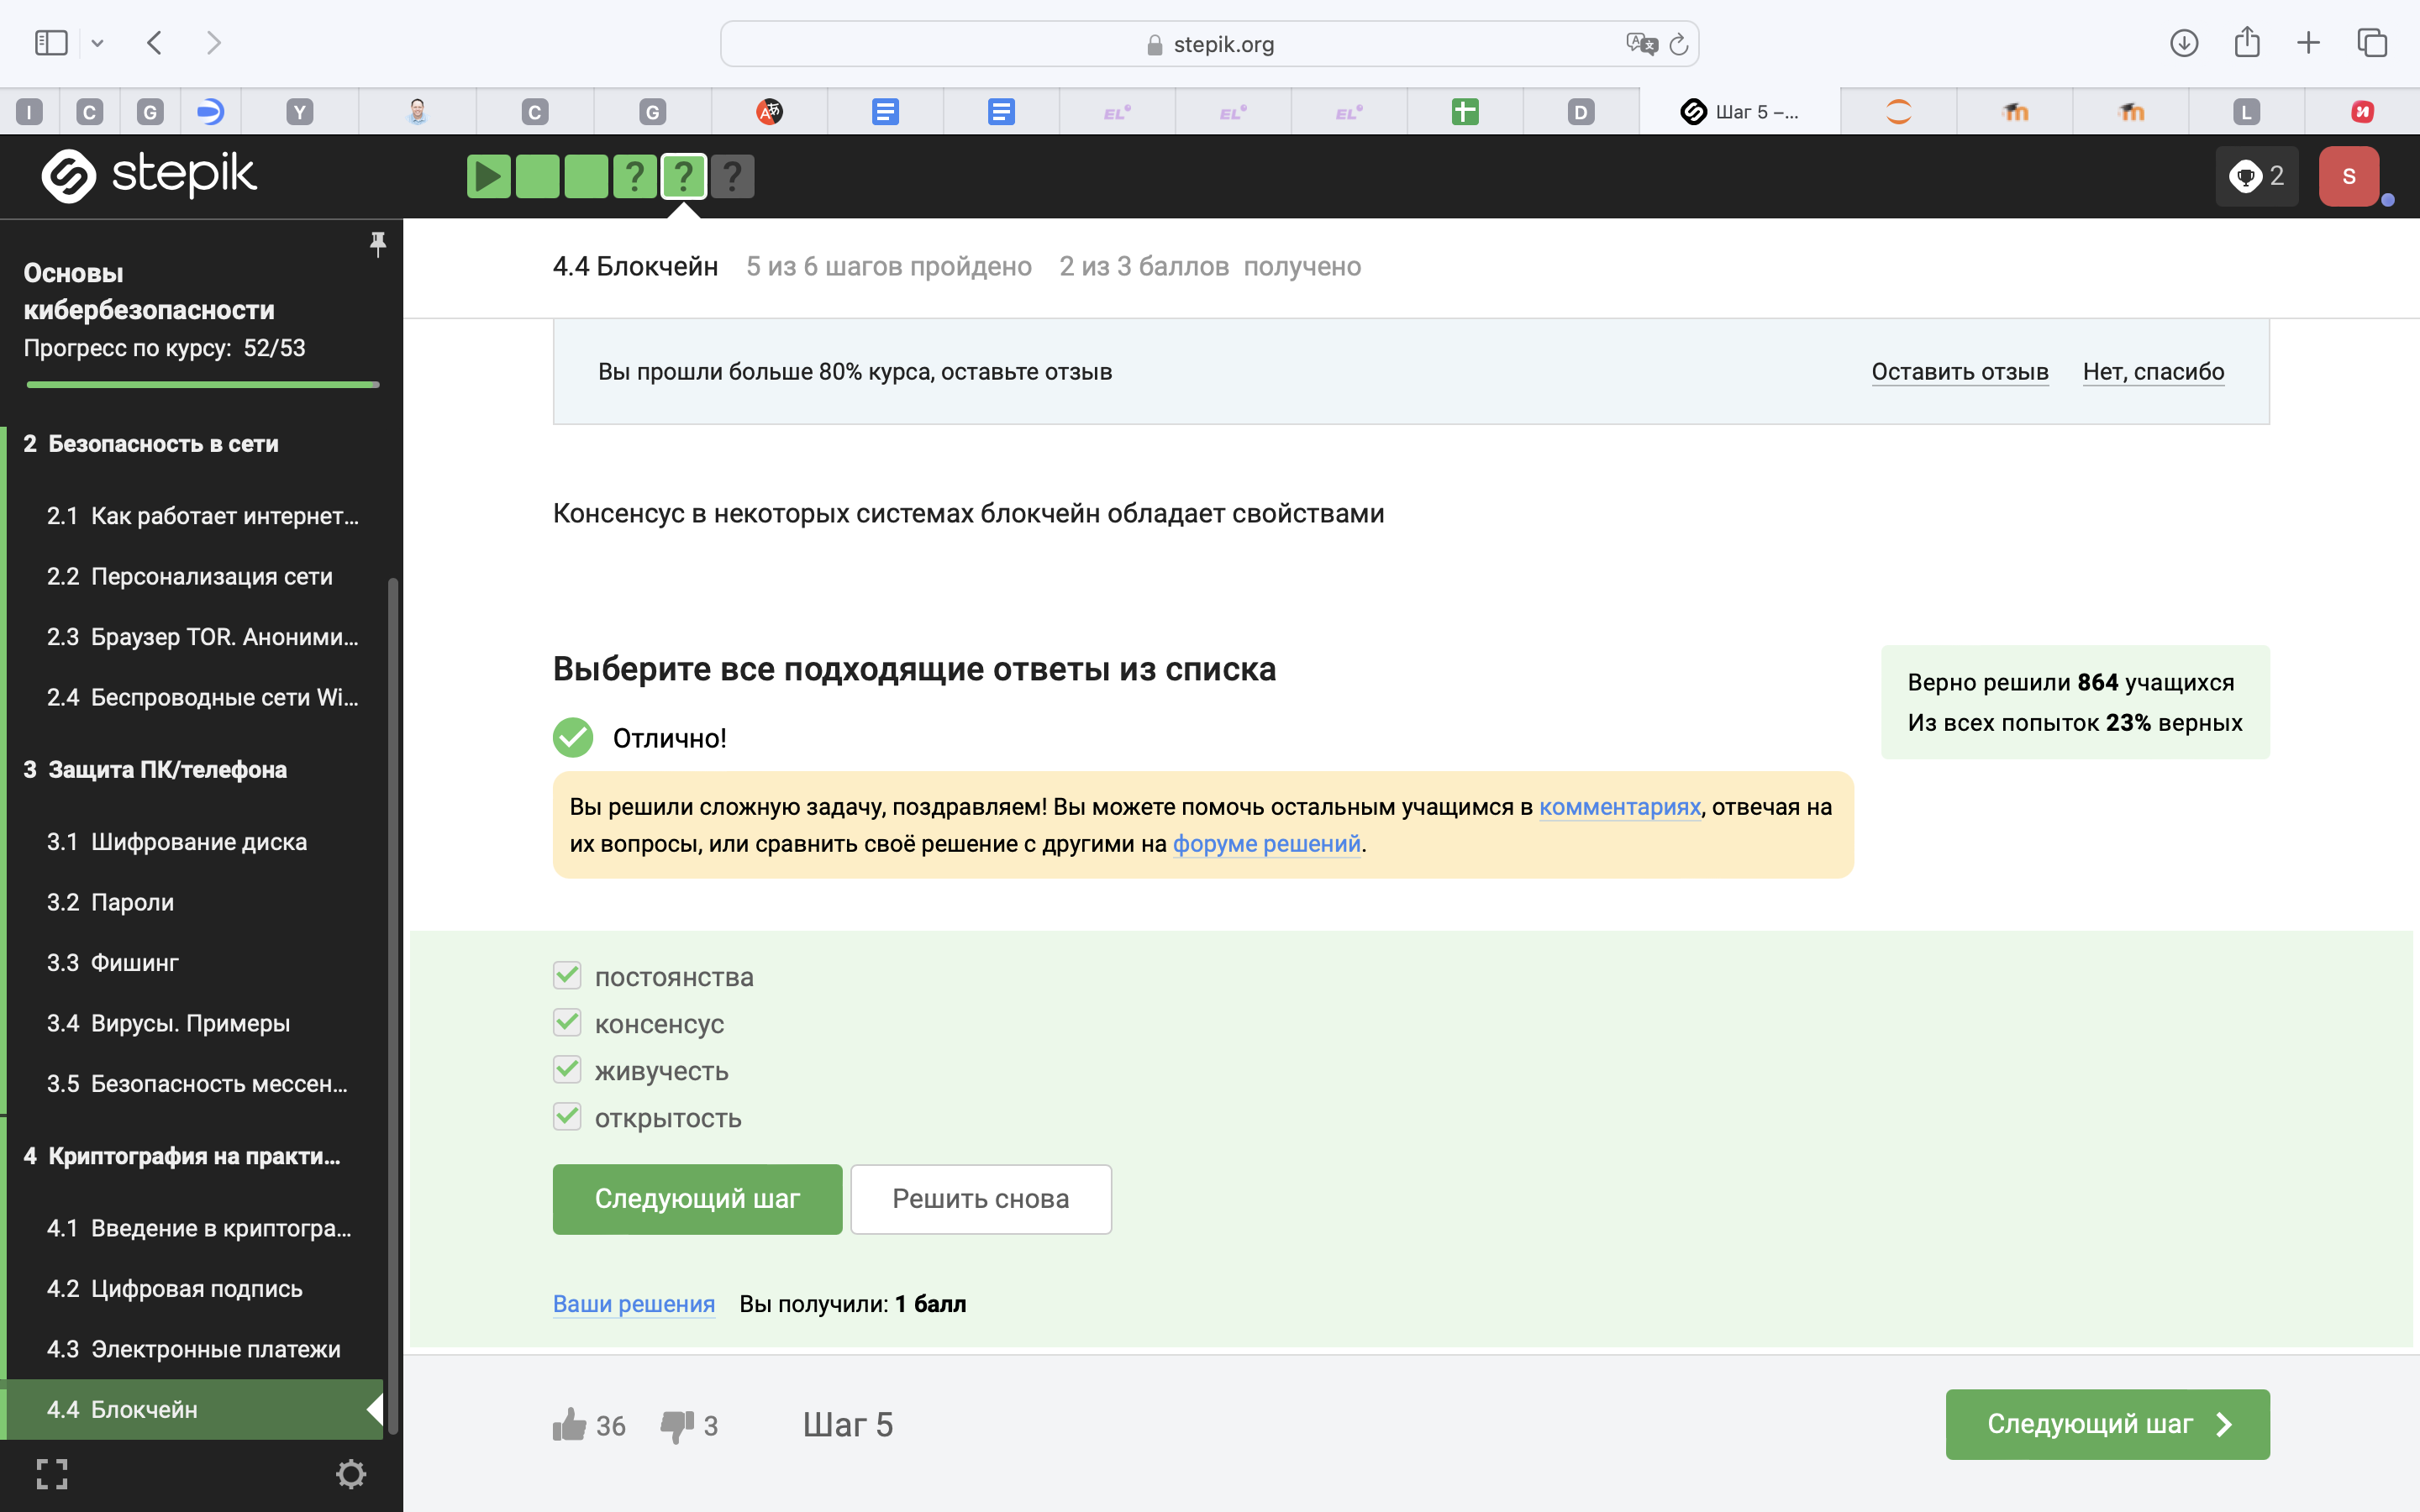 stepik.org
I
C
G
Y
C
G
EL
EL
EL
D
Шаг 5 –...
L
stepik
?
?
?
2
S
Основы
кибербезопасности
Прогресс по курсу: 52/53
2 Безопасность в сети
2.1 Как работает интернет...
2.2 Персонализация сети
2.3 Браузер TOR. Аноними...
2.4 Беспроводные сети Wi...
3 Защита ПК/телефона
3.1 Шифрование диска
3.2 Пароли
3.3 Фишинг
3.4 Вирусы. Примеры
3.5 Безопасность мессен...
4 Криптография на практи...
4.1 Введение в криптогра...
4.2 Цифровая подпись
4.3 Электронные платежи
4.4 Блокчейн
4.4 Блокчейн 5 из 6 шагов пройдено 2 из 3 баллов получено
Вы прошли больше 80% курса, оставьте отзыв Оставить отзыв Нет, спасибо
Консенсус в некоторых системах блокчейн обладает свойствами
Выберите все подходящие ответы из списка
Верно решили 864 учащихся
Из всех попыток 23% верных
Отлично!
Вы решили сложную задачу, поздравляем! Вы можете помочь остальным учащимся в комментариях, отвечая на
их вопросы, или сравнить своё решение с другими на форуме решений.
постоянства
консенсус
живучесть
открытость
Следующий шаг Решить снова
Ваши решения Вы получили: 1 балл
36 3 Шаг 5 Следующий шаг